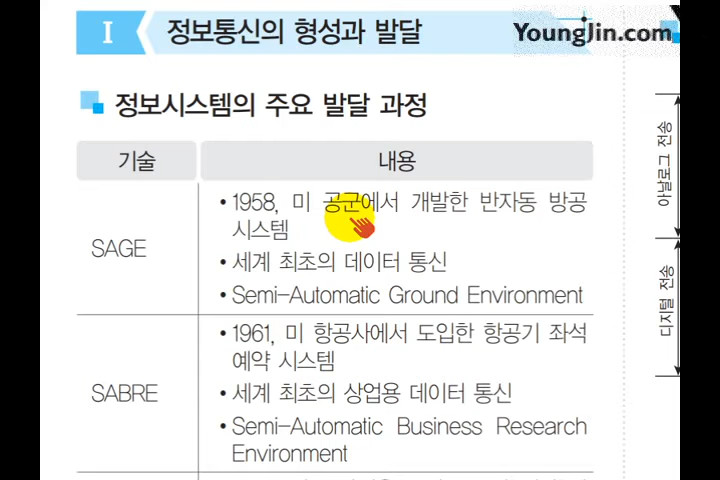 I 정보통신의 형성과 발달
YoungJin.com
정보시스템의 주요 발달 과정
기술 내용
SAGE
• 1958, 미 공군에서 개발한 반자동 방공
시스템
• 세계 최초의 데이터 통신
• Semi-Automatic Ground Environment
SABRE
• 1961, 미 항공사에서 도입한 항공기 좌석
예약 시스템
• 세계 최초의 상업용 데이터 통신
• Semi-Automatic Business Research
Environment
아날로그 전송
디지털 전송